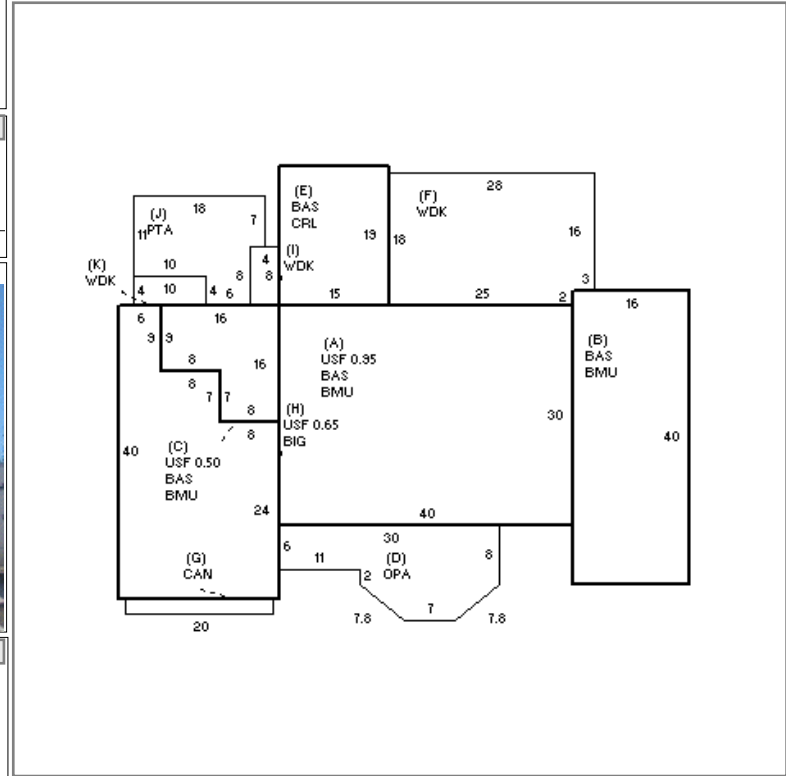 28
(E)
BAS
CRL
(F)
WDK
18
(J)
PTA
7
11
19
18
16
(I)
WDK
4
8
8
(K)
WDK
10
4
10
4
6
15
25
3
2
16
6
16
9
9
(A)
USF 0.95
BAS
BMU
(B)
BAS
BMU
8
8
16
7
7
8
8
(H)
USF 0.65
BIG
30
40
40
(C)
USF 0.50
BAS
BMU
24
40
30
6
11
(D)
OPA
8
2
(G)
CAN
20
7.8
7
7.8